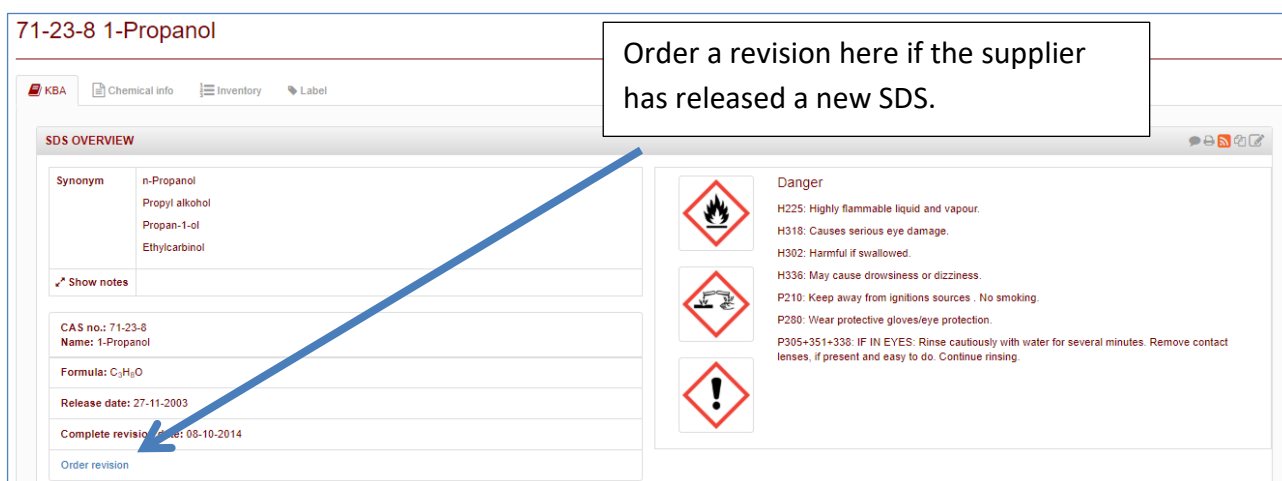 71-23-8 1-Propanol
Order a revision here if the supplier
has released a new SDS.
KBA Chemical info Inventory Label
SDS OVERVIEW
Synonym
n-Propanol
Propyl alkohol
Propan-1-ol
Ethylcarbinol
Show notes
CAS no.: 71-23-8
Name: 1-Propanol
Formula: C₃H₈O
Release date: 27-11-2003
Complete revision date: 08-10-2014
Order revision
Danger
H225: Highly flammable liquid and vapour.
H318: Causes serious eye damage.
H302: Harmful if swallowed.
H336: May cause drowsiness or dizziness.
P210: Keep away from ignitions sources . No smoking.
P280: Wear protective gloves/eye protection.
P305+351+338: IF IN EYES: Rinse cautiously with water for several minutes. Remove contact
lenses, if present and easy to do. Continue rinsing.